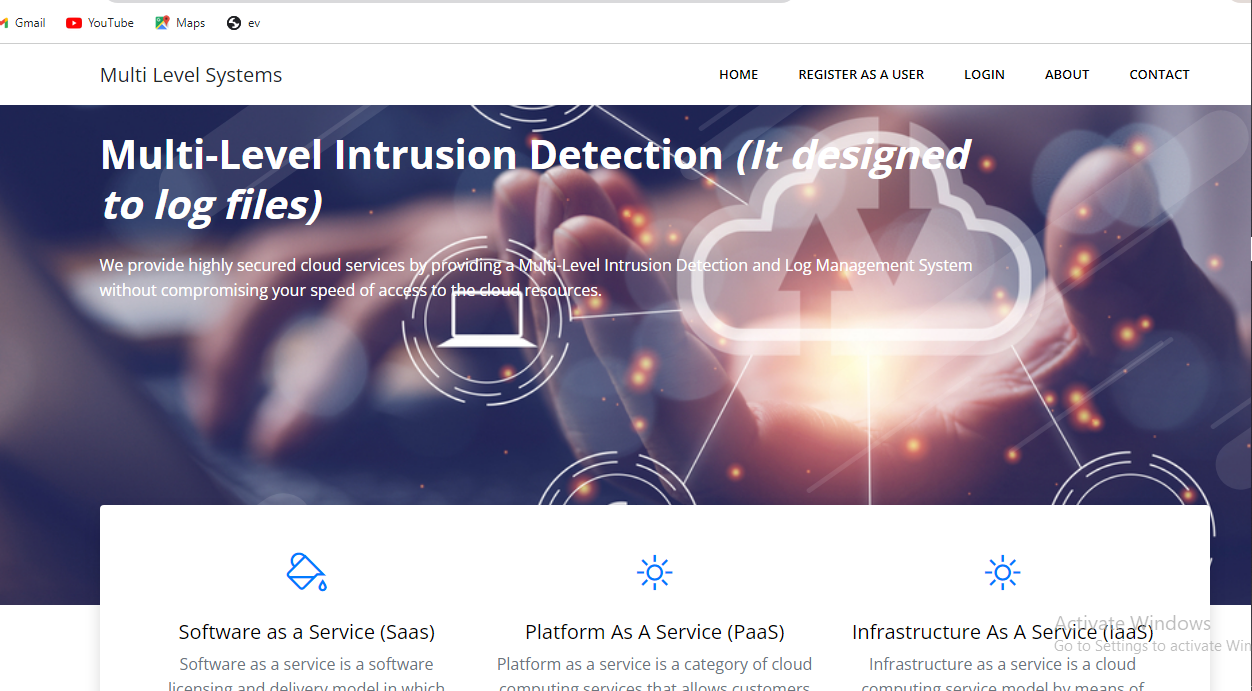 Gmail YouTube Maps ev
Multi Level Systems
HOME REGISTER AS A USER LOGIN ABOUT CONTACT
Multi-Level Intrusion Detection (It designed
to log files)
We provide highly secured cloud services by providing a Multi-Level Intrusion Detection and Log Management System
without compromising your speed of access to the cloud resources.
Software as a Service (Saas)
Software as a service is a software
licensing and delivery model in which
Platform As A Service (PaaS)
Platform as a service is a category of cloud
computing services that allows customers
Infrastructure As A Service (IaaS)
Infrastructure as a service is a cloud
computing service model by means of
Activate Windows
Go to Settings to activate Win